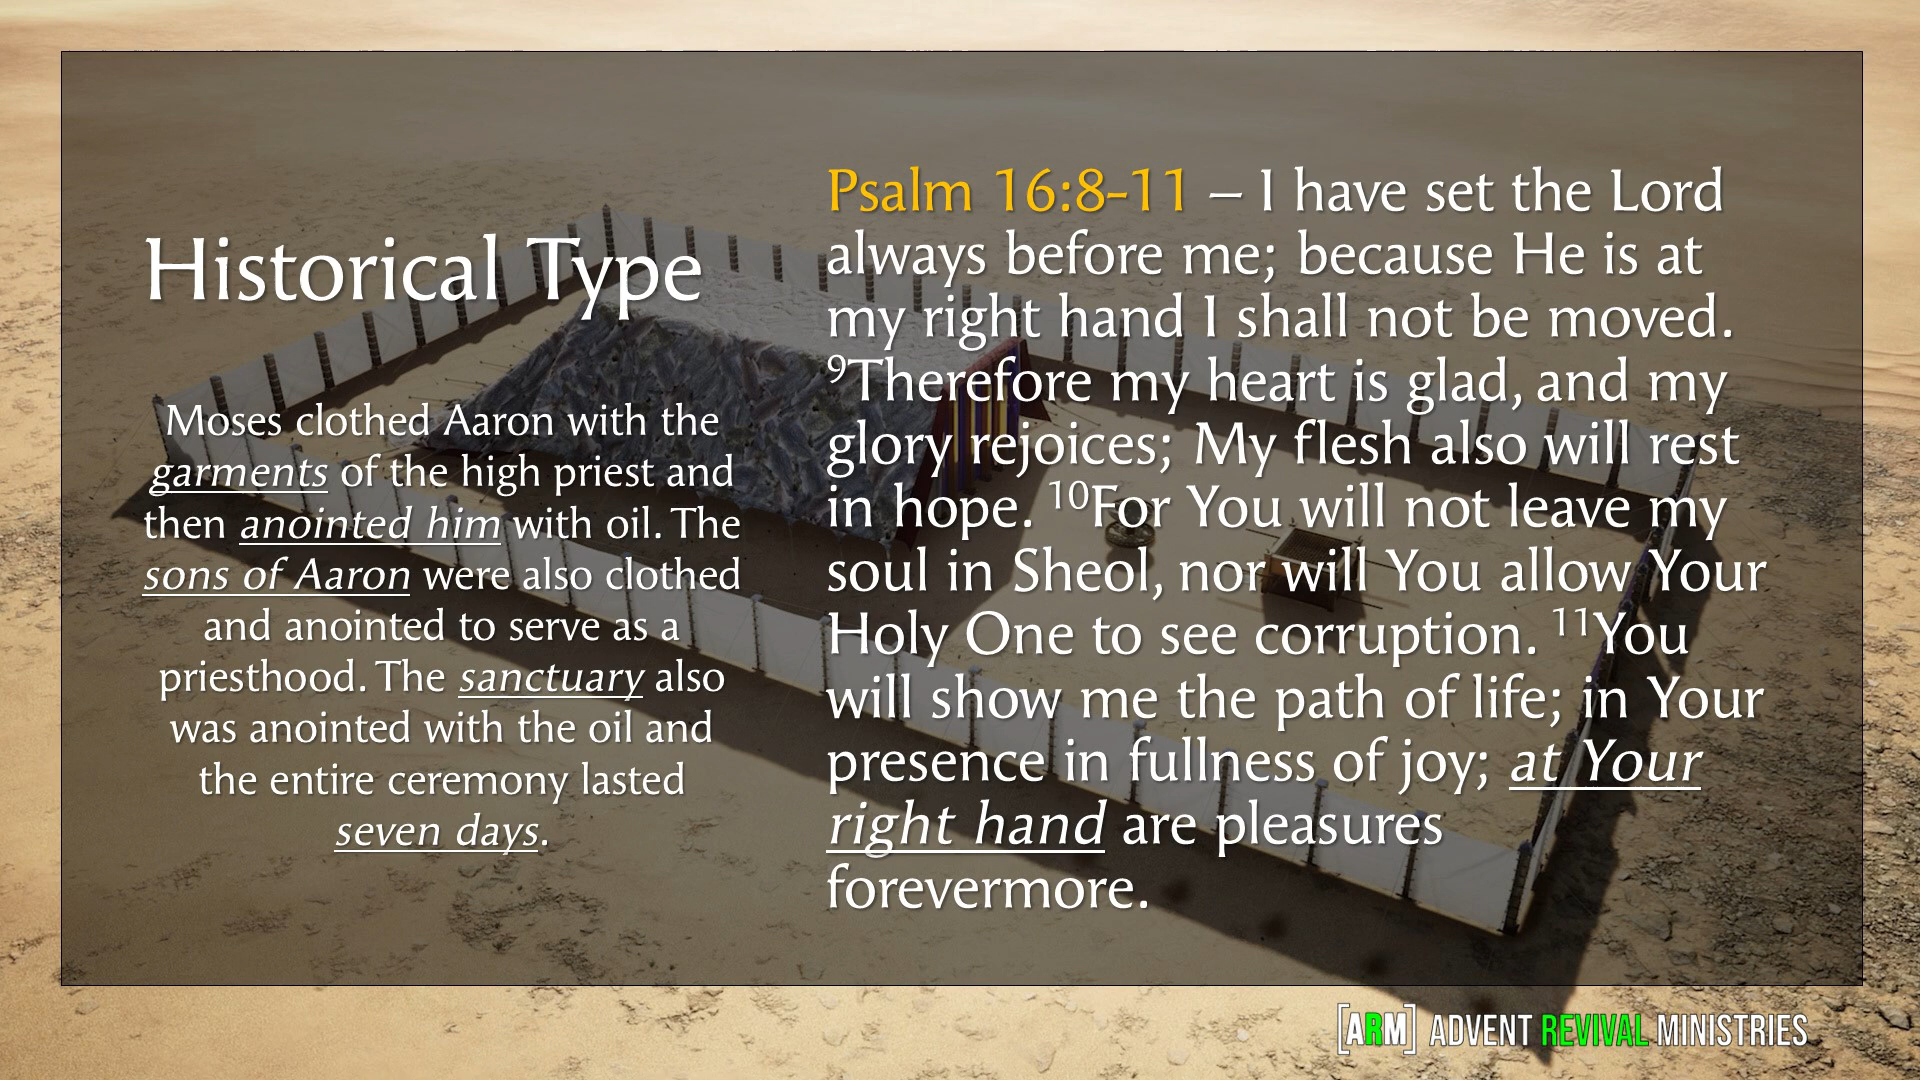 Historical Type
Moses clothed Aaron with the
garments of the high priest and
then anointed him with oil. The
sons of Aaron were also clothed
and anointed to serve as a
priesthood. The sanctuary also
was anointed with the oil and
the entire ceremony lasted
seven days.
Psalm 16:8-11 – I have set the Lord
always before me; because He is at
my right hand I shall not be moved.
⁹Therefore my heart is glad, and my
glory rejoices; My flesh also will rest
in hope. ¹⁰For You will not leave my
soul in Sheol, nor will You allow Your
Holy One to see corruption. ¹¹You
will show me the path of life; in Your
presence in fullness of joy; at Your
right hand are pleasures
forevermore.
[ARM] ADVENT REVIVAL MINISTRIES